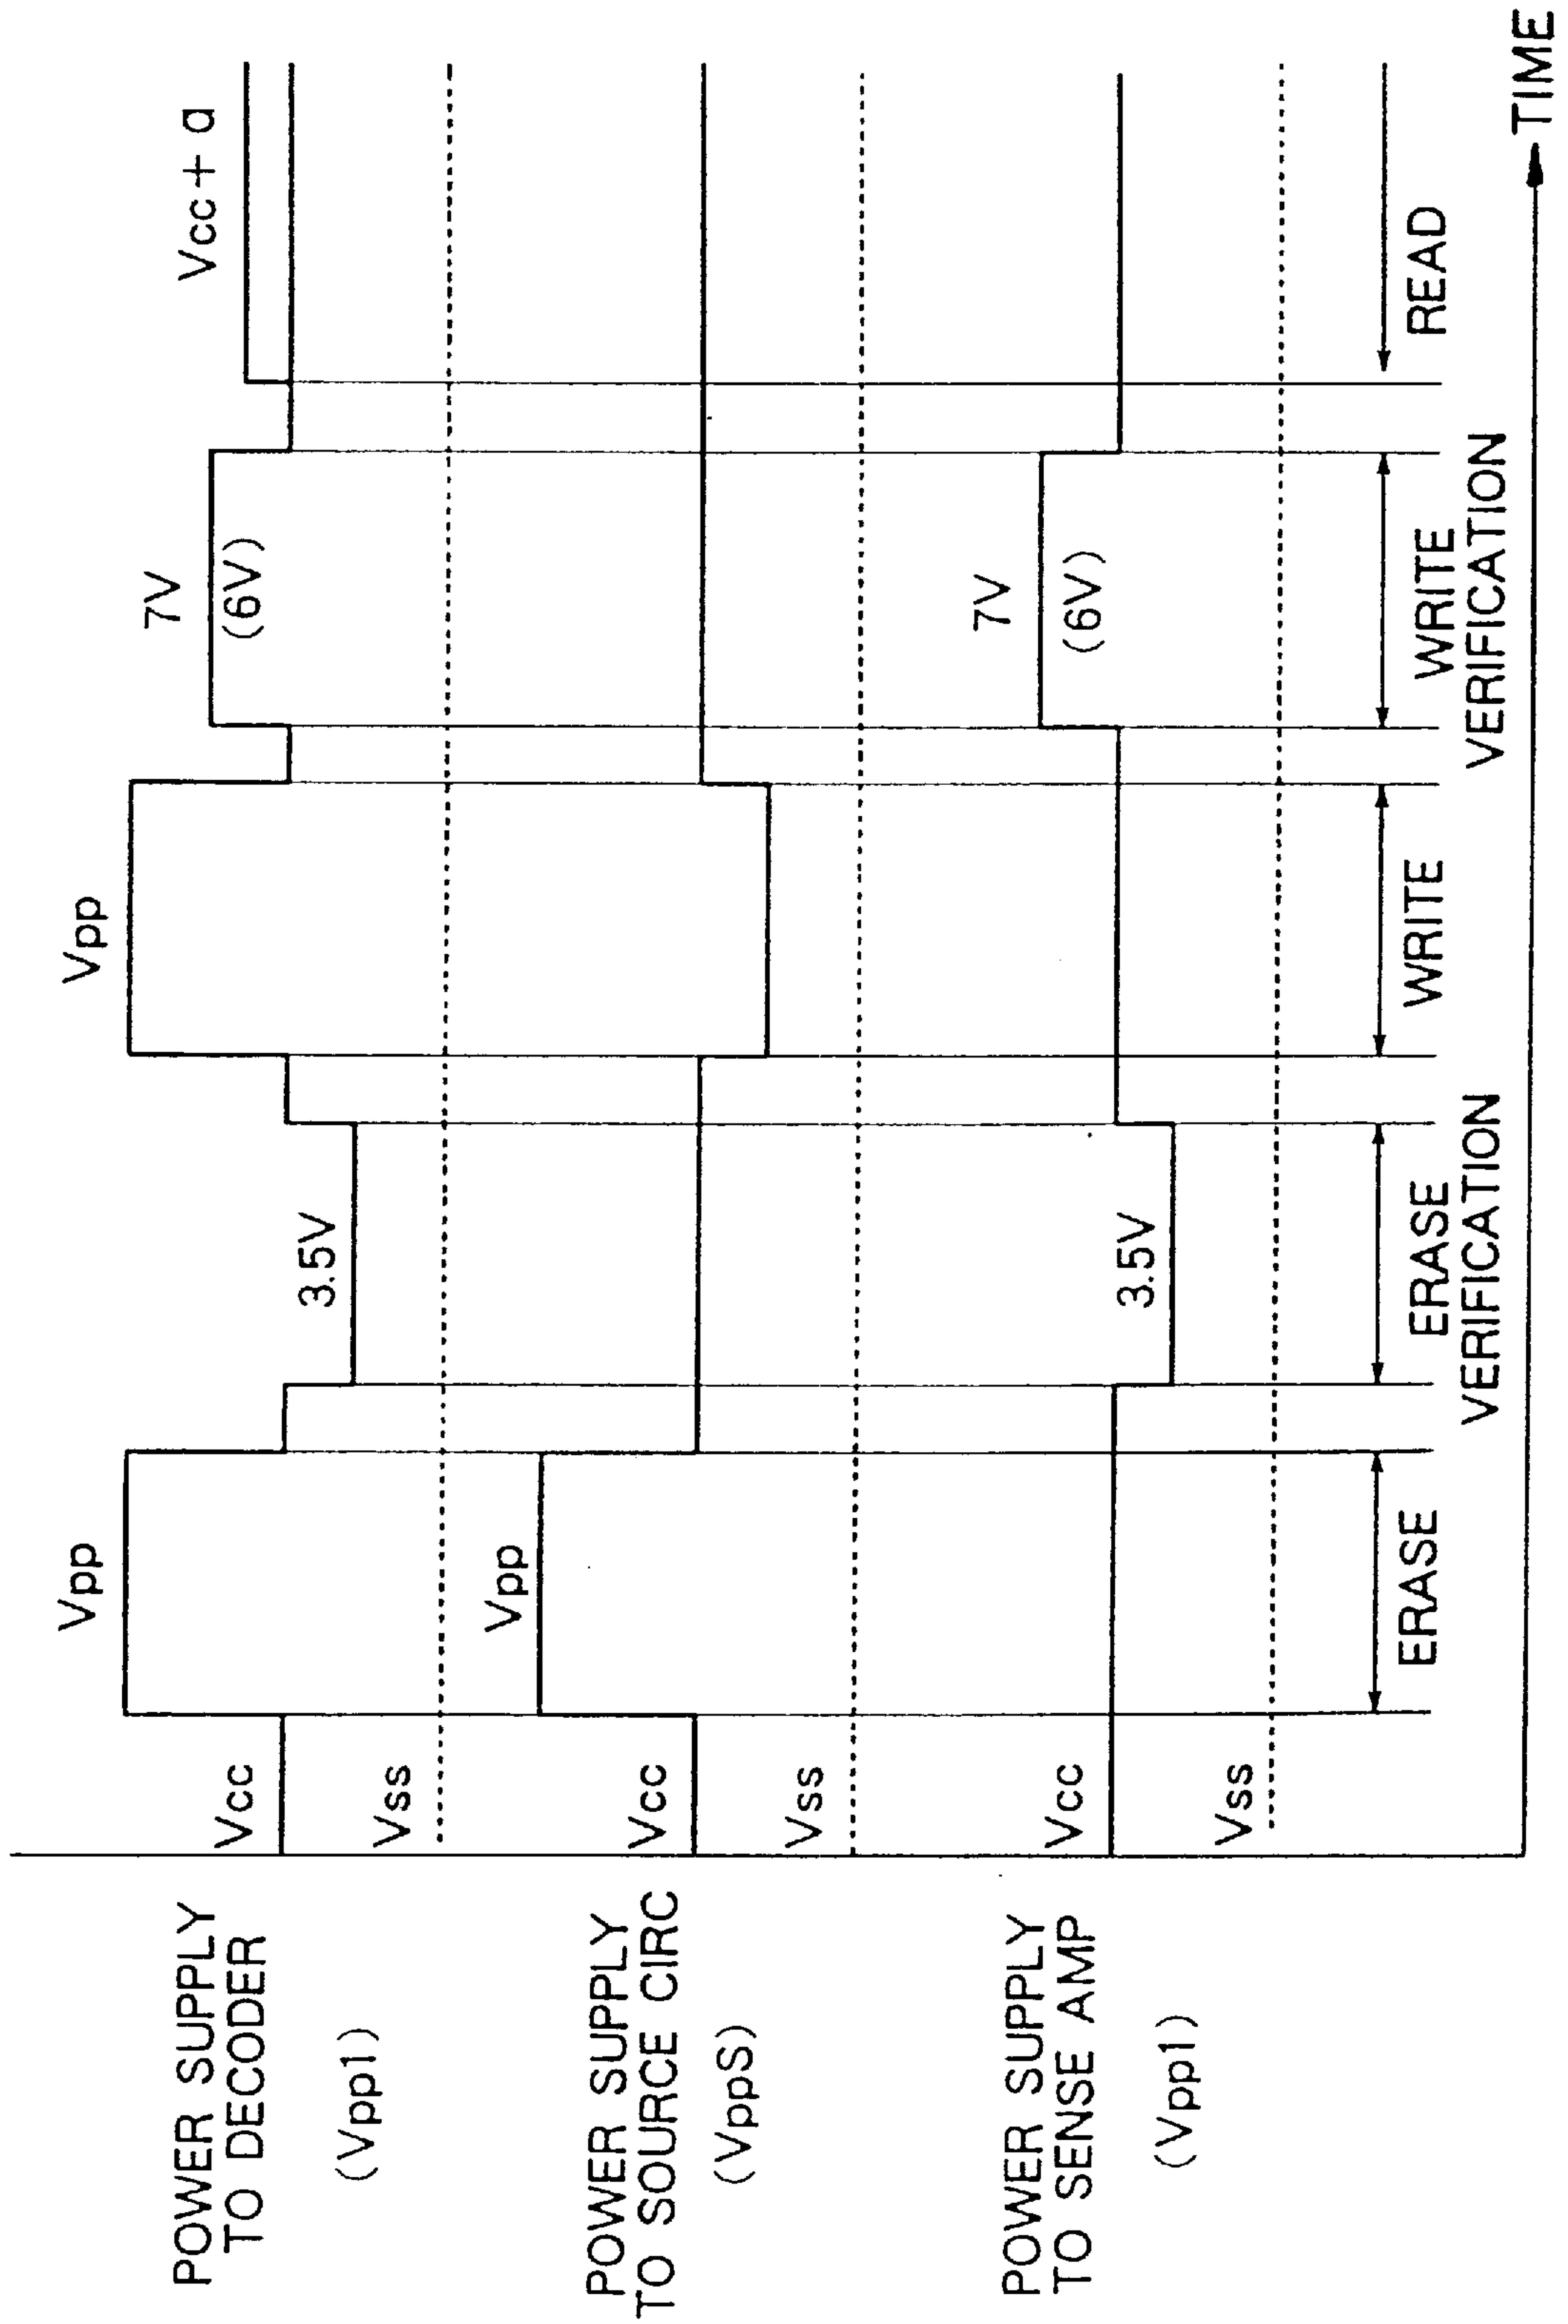 POWER SUPPLY
TO DECODER
(Vpp1)
Vcc
Vss
Vpp
3.5V
Vpp
7V
(6V)
Vcc + α
POWER SUPPLY
TO SOURCE CIRC
(VppS)
Vcc
Vss
Vpp
POWER SUPPLY
TO SENSE AMP
(Vpp1)
Vcc
Vss
3.5V
7V
(6V)
ERASE
ERASE
VERIFICATION
WRITE
WRITE
VERIFICATION
READ
TIME